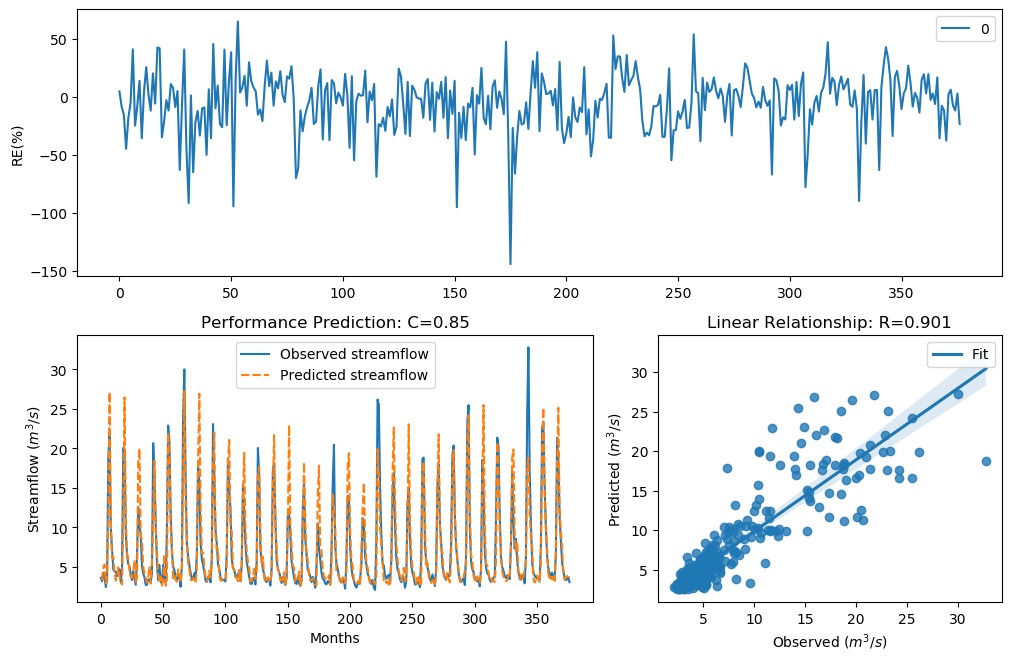 50
0
−50
−100
−150
RE(%)
0
0 50 100 150 200 250 300 350
Performance Prediction: C=0.85
Observed streamflow
Predicted streamflow
30
25
20
15
10
5
Streamflow (m³/s)
0 50 100 150 200 250 300 350
Months
Linear Relationship: R=0.901
Fit
30
25
20
15
10
5
Predicted (m³/s)
5 10 15 20 25 30
Observed (m³/s)